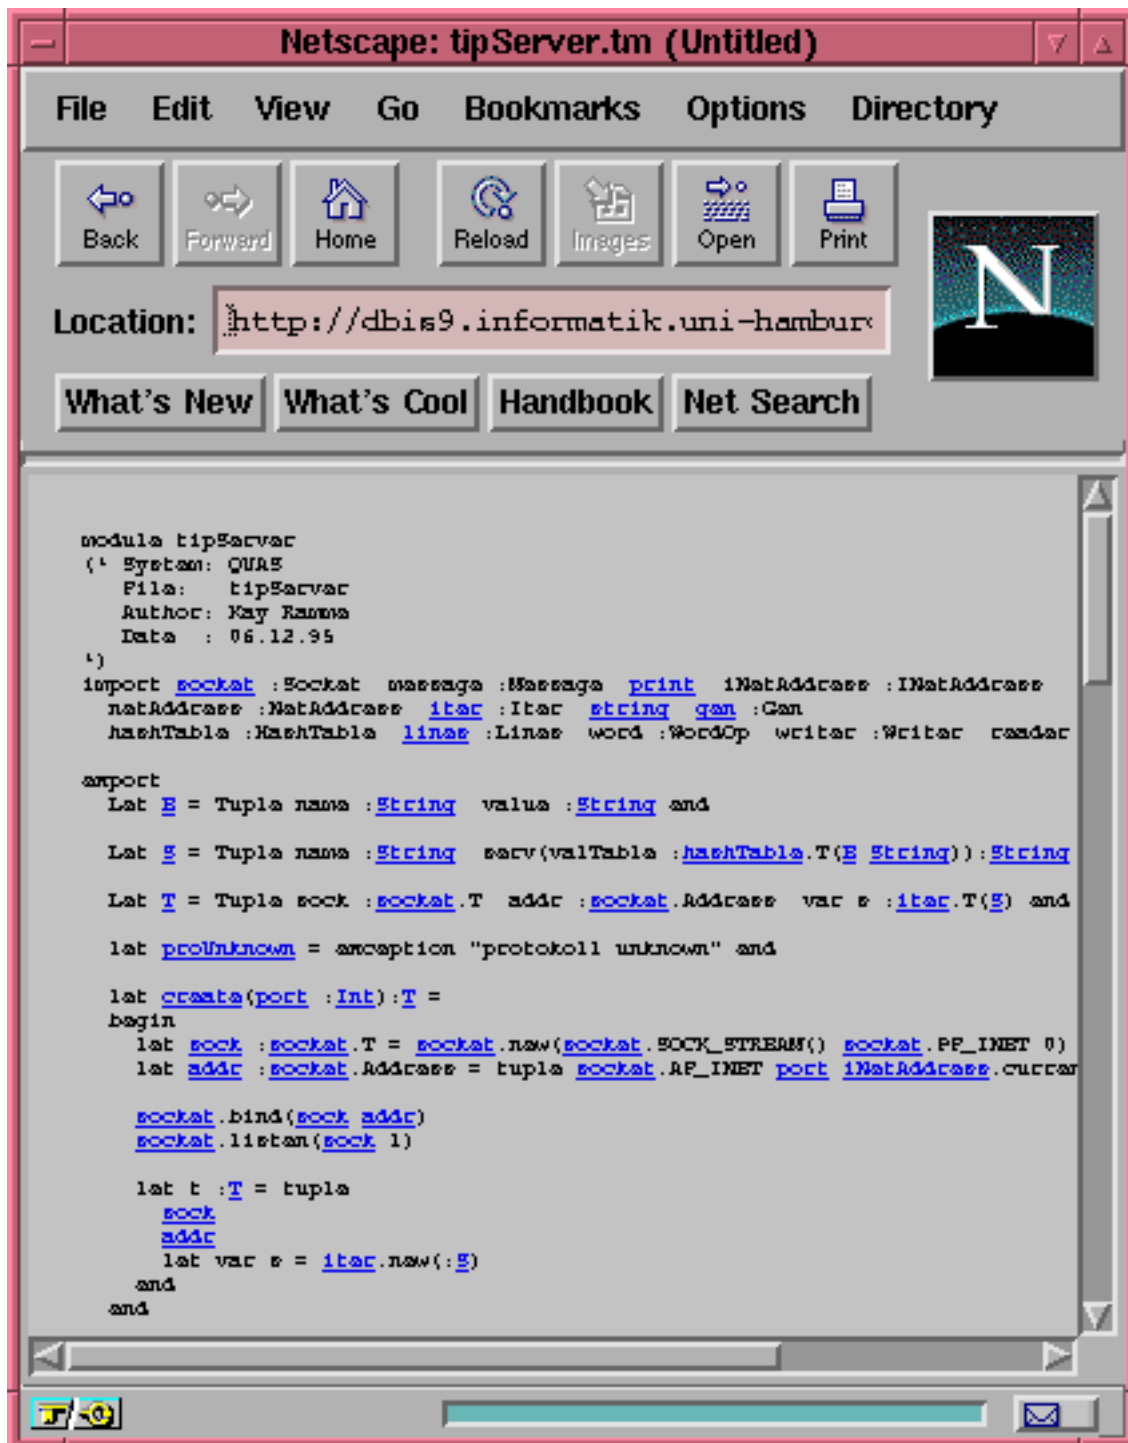 Netscape: tipServer.tm (Untitled)
File Edit View Go Bookmarks Options Directory
Back Forward Home Reload Images Open Print
N
Location: http://dbis9.informatik.uni-hambur
What's New What's Cool Handbook Net Search
module tipServer
(* System: QUAS
File: tipServer
Author: Kay Ramme
Date : 06.12.95
*)
import socket :Socket message :Message print iNetAddress :INetAddress
netAddress :NetAddress iter :Iter string gen :Gen
hashTable :HashTable lines :Lines word :WordOp writer :Writer reader
export
Let E = Tuple name :String value :String end
Let S = Tuple name :String serv(valTable :hashTable.T(E String)):String
Let T = Tuple sock :socket.T addr :socket.Address var s :iter.T(S) end
let proUnknown = exception "protokoll unknown" end
let create(port :Int):T =
begin
let sock :socket.T = socket.new(socket.SOCK_STREAM() socket.PF_INET 0)
let addr :socket.Address = tuple socket.AF_INET port iNetAddress.curren
socket.bind(sock addr)
socket.listen(sock 1)
let t :T = tuple
sock
addr
let var s = iter.new(:S)
end
end